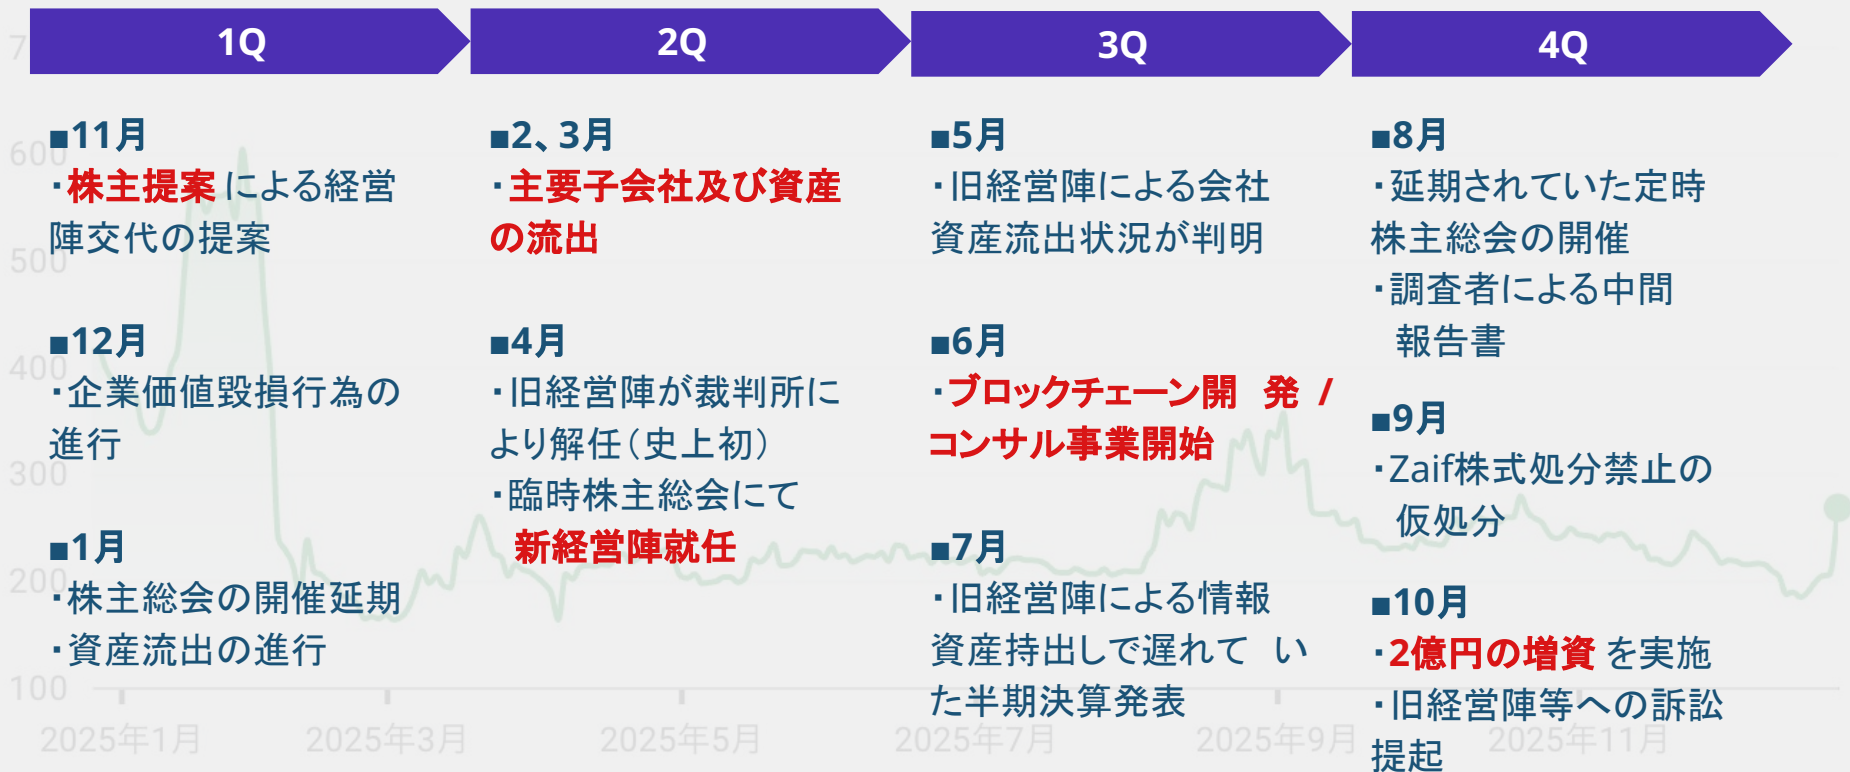 1Q
■11月
・株主提案 による経営
陣交代の提案
■12月
・企業価値毀損行為の
進行
■1月
・株主総会の開催延期
・資産流出の進行
2Q
■2、3月
・主要子会社及び資産
の流出
■4月
・旧経営陣が裁判所に
より解任（史上初）
・臨時株主総会にて
新経営陣就任
3Q
■5月
・旧経営陣による会社
資産流出状況が判明
■6月
・ブロックチェーン開　発 /
コンサル事業開始
■7月
・旧経営陣による情報
資産持出しで遅れて　い
た半期決算発表
4Q
■8月
・延期されていた定時
株主総会の開催
・調査者による中間
報告書
■9月
・Zaif株式処分禁止の
仮処分
■10月
・2億円の増資 を実施
・旧経営陣等への訴訟
提起
600
500
400
300
200
100
2025年1月
2025年3月
2025年5月
2025年7月
2025年9月
2025年11月